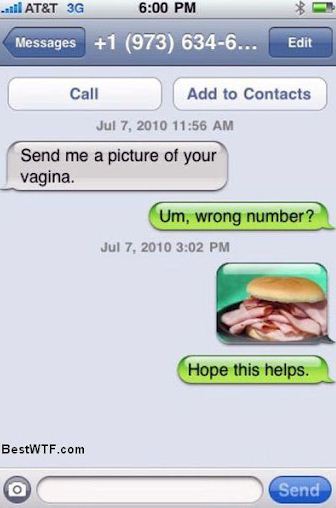 AT&T 3G 6:00 PM
Messages +1 (973) 634-6... Edit
Call Add to Contacts
Jul 7, 2010 11:56 AM
Send me a picture of your
vagina.
Um, wrong number?
Jul 7, 2010 3:02 PM
Hope this helps.
BestWTF.com
Send